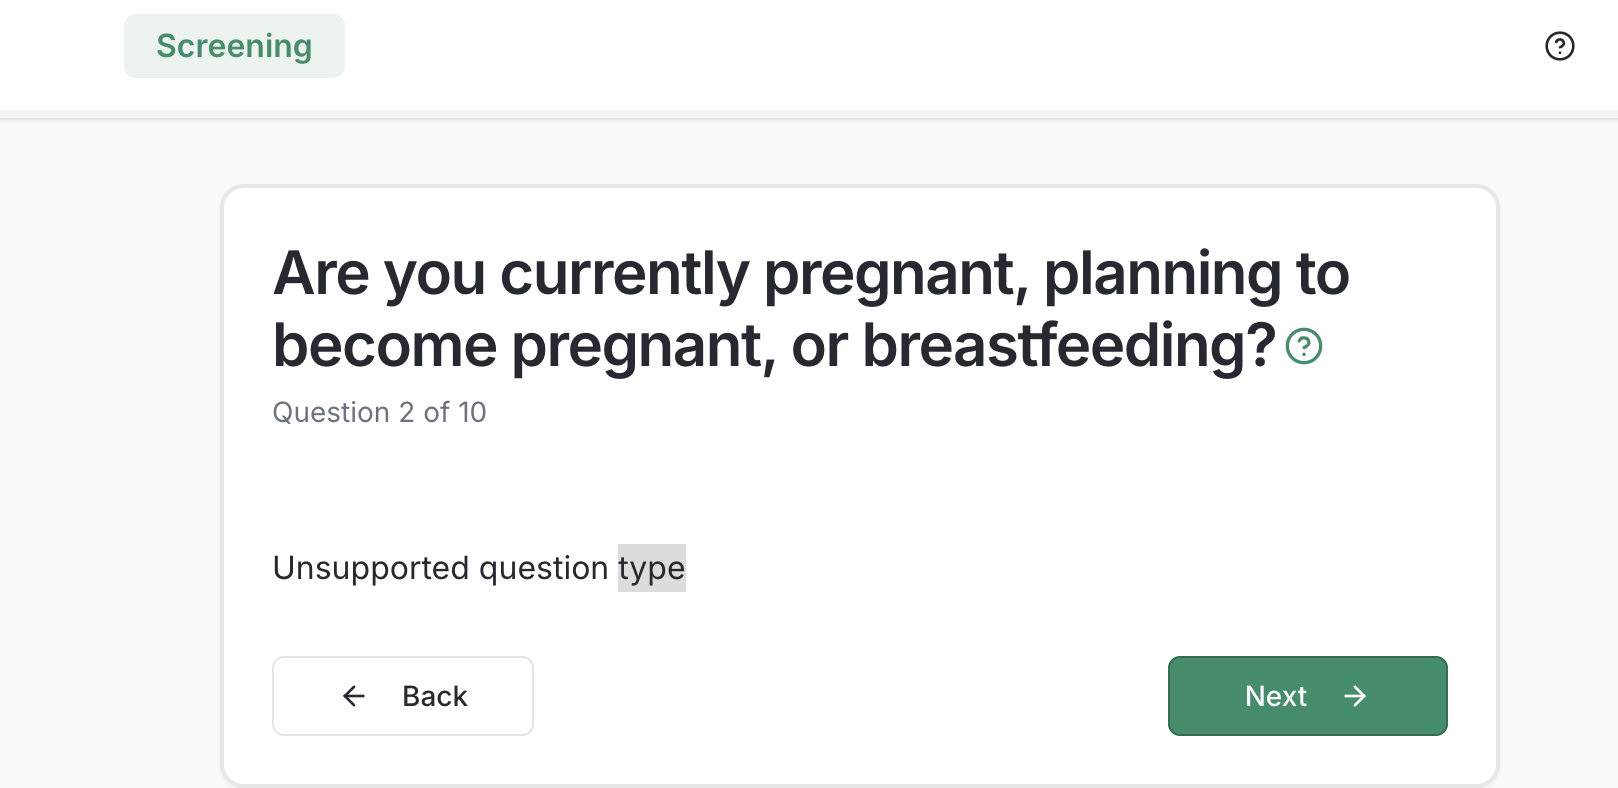 Screening
Are you currently pregnant, planning to
become pregnant, or breastfeeding?
Question 2 of 10
Unsupported question type
Back
Next